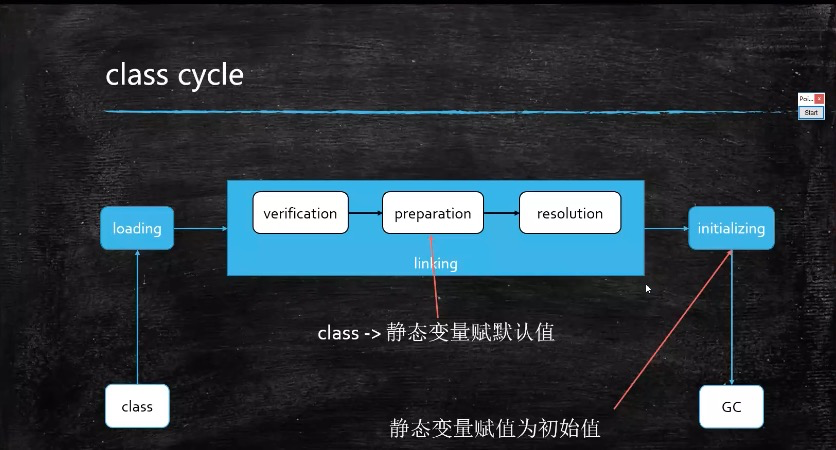 class cycle
Poi...
Start
verification
preparation
resolution
loading
initializing
linking
class -> 静态变量赋默认值
class
GC
静态变量赋值为初始值